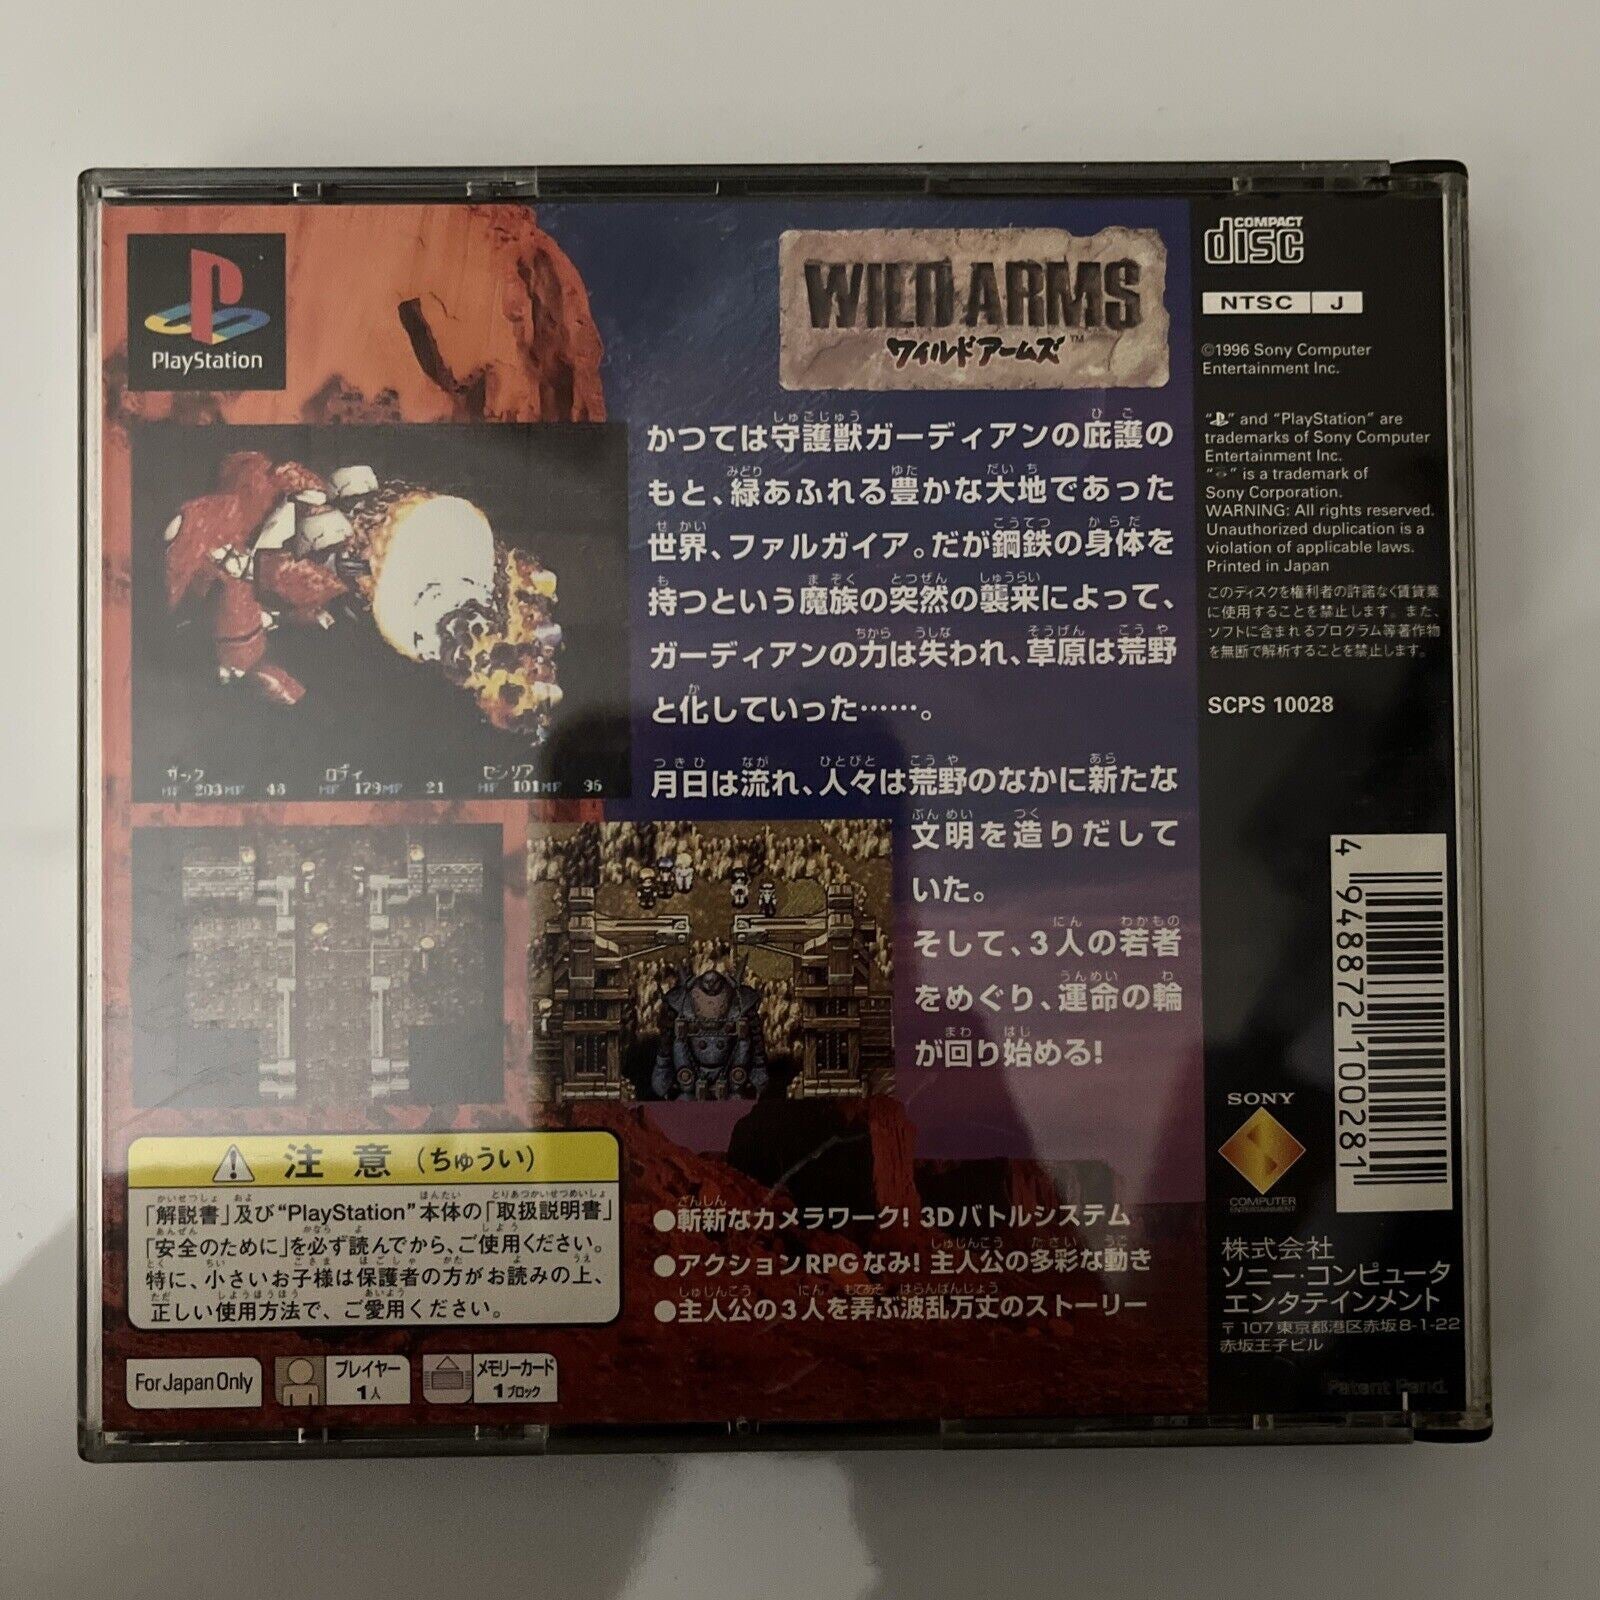 PlayStation
WILD ARMS
ワイルドアームズ™
かつては守護獣ガーディアンの庇護の
もと、緑あふれる豊かな大地であった
世界、ファルガイア。だが鋼鉄の身体を
持つという魔族の突然の襲来によって、
ガーディアンの力は失われ、草原は荒野
と化していった……。
月日は流れ、人々は荒野のなかに新たな
文明を造りだして
いた。
そして、3人の若者
をめぐり、運命の輪
が回り始める!
ザック ロディ セシリア
HP 203 MP 48 HP 179 MP 21 HP 101 MP 95
注意(ちゅうい)
「解説書」及び“PlayStation”本体の「取扱説明書」
「安全のために」を必ず読んでから、ご使用ください。
特に、小さいお子様は保護者の方がお読みの上、
正しい使用方法で、ご愛用ください。
For Japan Only
プレイヤー
1人
メモリーカード
1ブロック
●斬新なカメラワーク! 3Dバトルシステム
●アクションRPGなみ! 主人公の多彩な動き
●主人公の3人を弄ぶ波乱万丈のストーリー
COMPACT
disc
NTSC J
©1996 Sony Computer
Entertainment Inc.
“ ” and “PlayStation” are
trademarks of Sony Computer
Entertainment Inc.
“ ” is a trademark of
Sony Corporation.
WARNING: All rights reserved.
Unauthorized duplication is a
violation of applicable laws.
Printed in Japan
このディスクを権利者の許諾なく賃貸業
に使用することを禁止します。また、
ソフトに含まれるプログラム等著作物
を無断で解析することを禁止します。
SCPS 10028
4 948872 100281
SONY
COMPUTER
ENTERTAINMENT
株式会社
ソニー・コンピュータ
エンタテインメント
〒107 東京都港区赤坂8-1-22
赤坂王子ビル
Patent Pend.